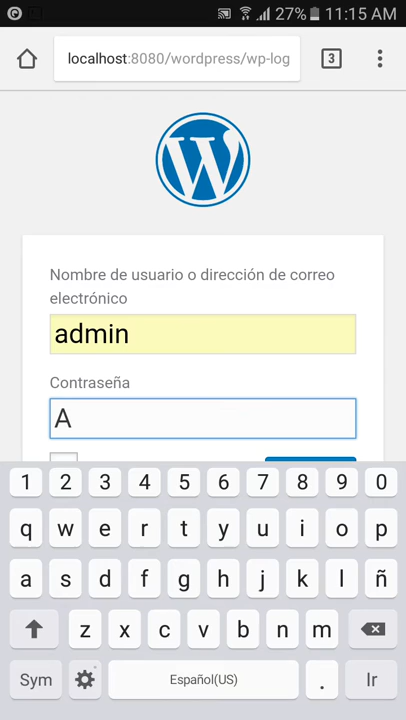 27% 11:15 AM
localhost:8080/wordpress/wp-log
3
W
Nombre de usuario o dirección de correo
electrónico
admin
Contraseña
A
1 2 3 4 5 6 7 8 9 0
q w e r t y u i o p
a s d f g h j k l ñ
z x c v b n m
Sym Español(US) . Ir